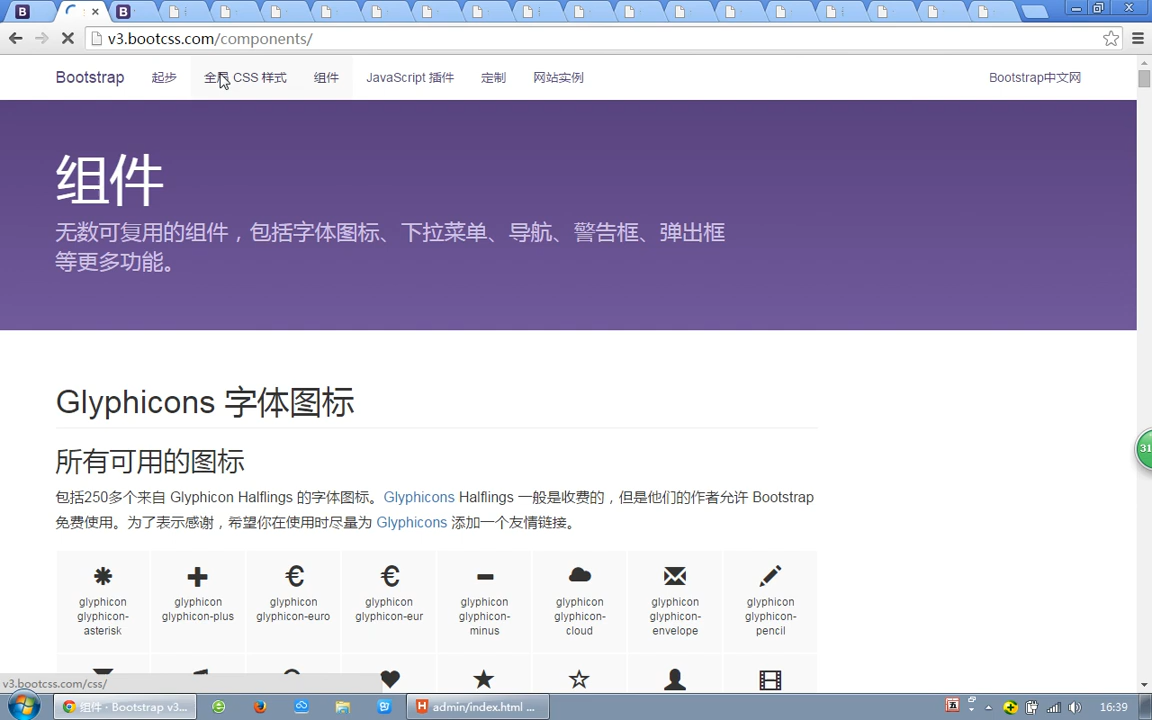 v3.bootcss.com/components/
Bootstrap 起步 全局 CSS 样式 组件 JavaScript 插件 定制 网站实例 Bootstrap中文网
组件
无数可复用的组件，包括字体图标、下拉菜单、导航、警告框、弹出框
等更多功能。
Glyphicons 字体图标
所有可用的图标
包括250多个来自 Glyphicon Halflings 的字体图标。Glyphicons Halflings 一般是收费的，但是他们的作者允许 Bootstrap
免费使用。为了表示感谢，希望你在使用时尽量为 Glyphicons 添加一个友情链接。
glyphicon glyphicon glyphicon glyphicon glyphicon glyphicon glyphicon glyphicon
glyphicon- glyphicon-plus glyphicon-euro glyphicon-eur glyphicon- glyphicon- glyphicon- glyphicon-
asterisk minus cloud envelope pencil
31
v3.bootcss.com/css/
组件 · Bootstrap v3... admin/index.html ... 五 16:39